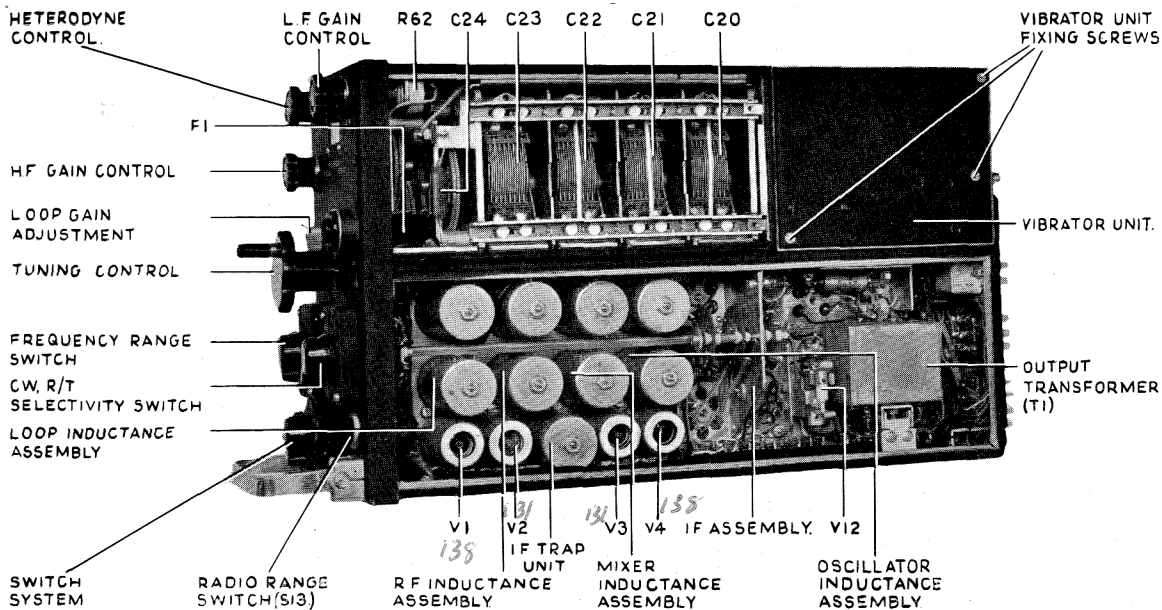 HETERODYNE
CONTROL.
L.F GAIN
CONTROL
R62
C24
C23
C22
C21
C20
VIBRATOR UNIT
FIXING SCREWS
F1
H.F GAIN CONTROL
LOOP GAIN
ADJUSTMENT
VIBRATOR UNIT.
TUNING CONTROL
FREQUENCY RANGE
SWITCH
CW, R/T
SELECTIVITY SWITCH
LOOP INDUCTANCE
ASSEMBLY
OUTPUT
TRANSFORMER
(T1)
V1
138
V2
131
131
V3
V4
138
IF ASSEMBLY.
V12
IF TRAP
UNIT
SWITCH
SYSTEM
RADIO RANGE
SWITCH (S13)
RF INDUCTANCE
ASSEMBLY
MIXER
INDUCTANCE
ASSEMBLY
OSCILLATOR
INDUCTANCE
ASSEMBLY